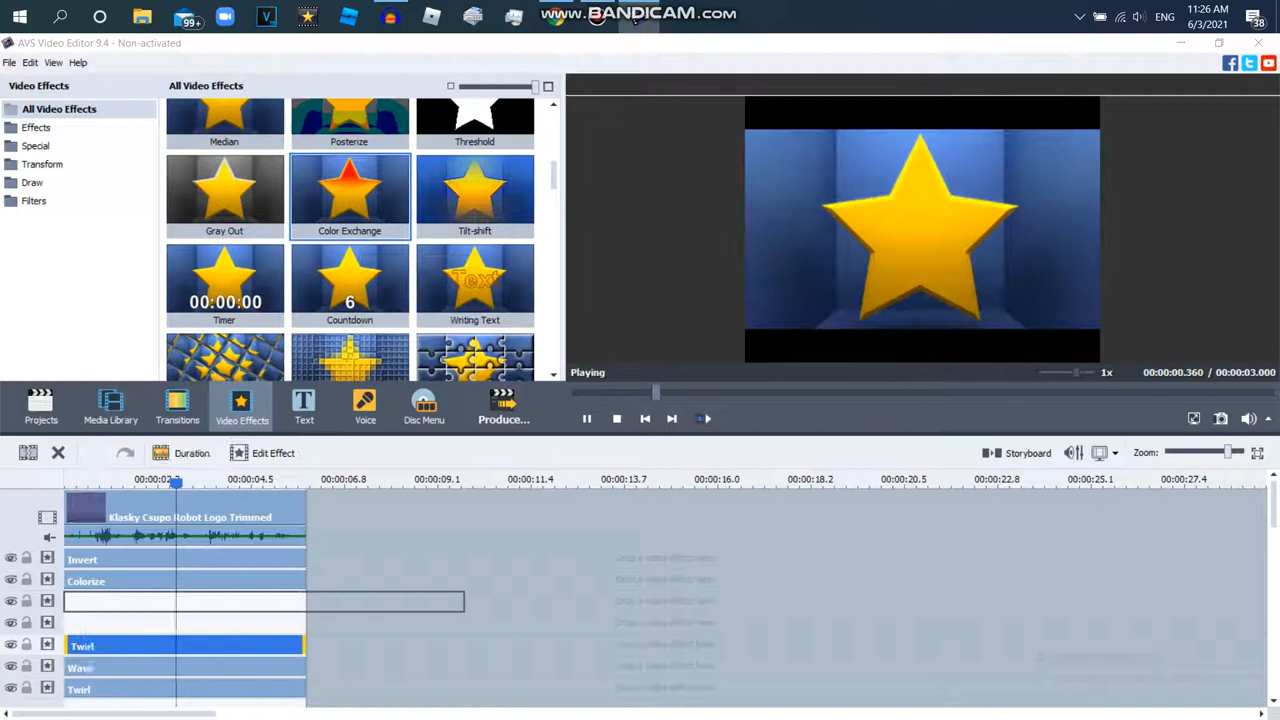 99+
www.BANDICAM.com
11:26 AM
ENG
6/3/2021
38
AVS Video Editor 9.4 - Non-activated
File Edit View Help
Video Effects
All Video Effects
All Video Effects
Effects
Special
Transform
Draw
Filters
Median
Posterize
Threshold
Gray Out
Color Exchange
Tilt-shift
00:00:00
6
Text
Timer
Countdown
Writing Text
Playing
1x
00:00:00.360 / 00:00:03.000
Projects
Media Library
Transitions
Video Effects
Text
Voice
Disc Menu
Produce...
Duration
Edit Effect
Storyboard
Zoom:
00:00:04.5
00:00:06.8
00:00:09.1
00:00:11.4
00:00:13.7
00:00:16.0
00:00:18.2
00:00:20.5
00:00:22.8
00:00:25.1
00:00:27.4
Klasky Csupo Robot Logo Trimmed
Invert
Colorize
Twirl
Wave
Twirl